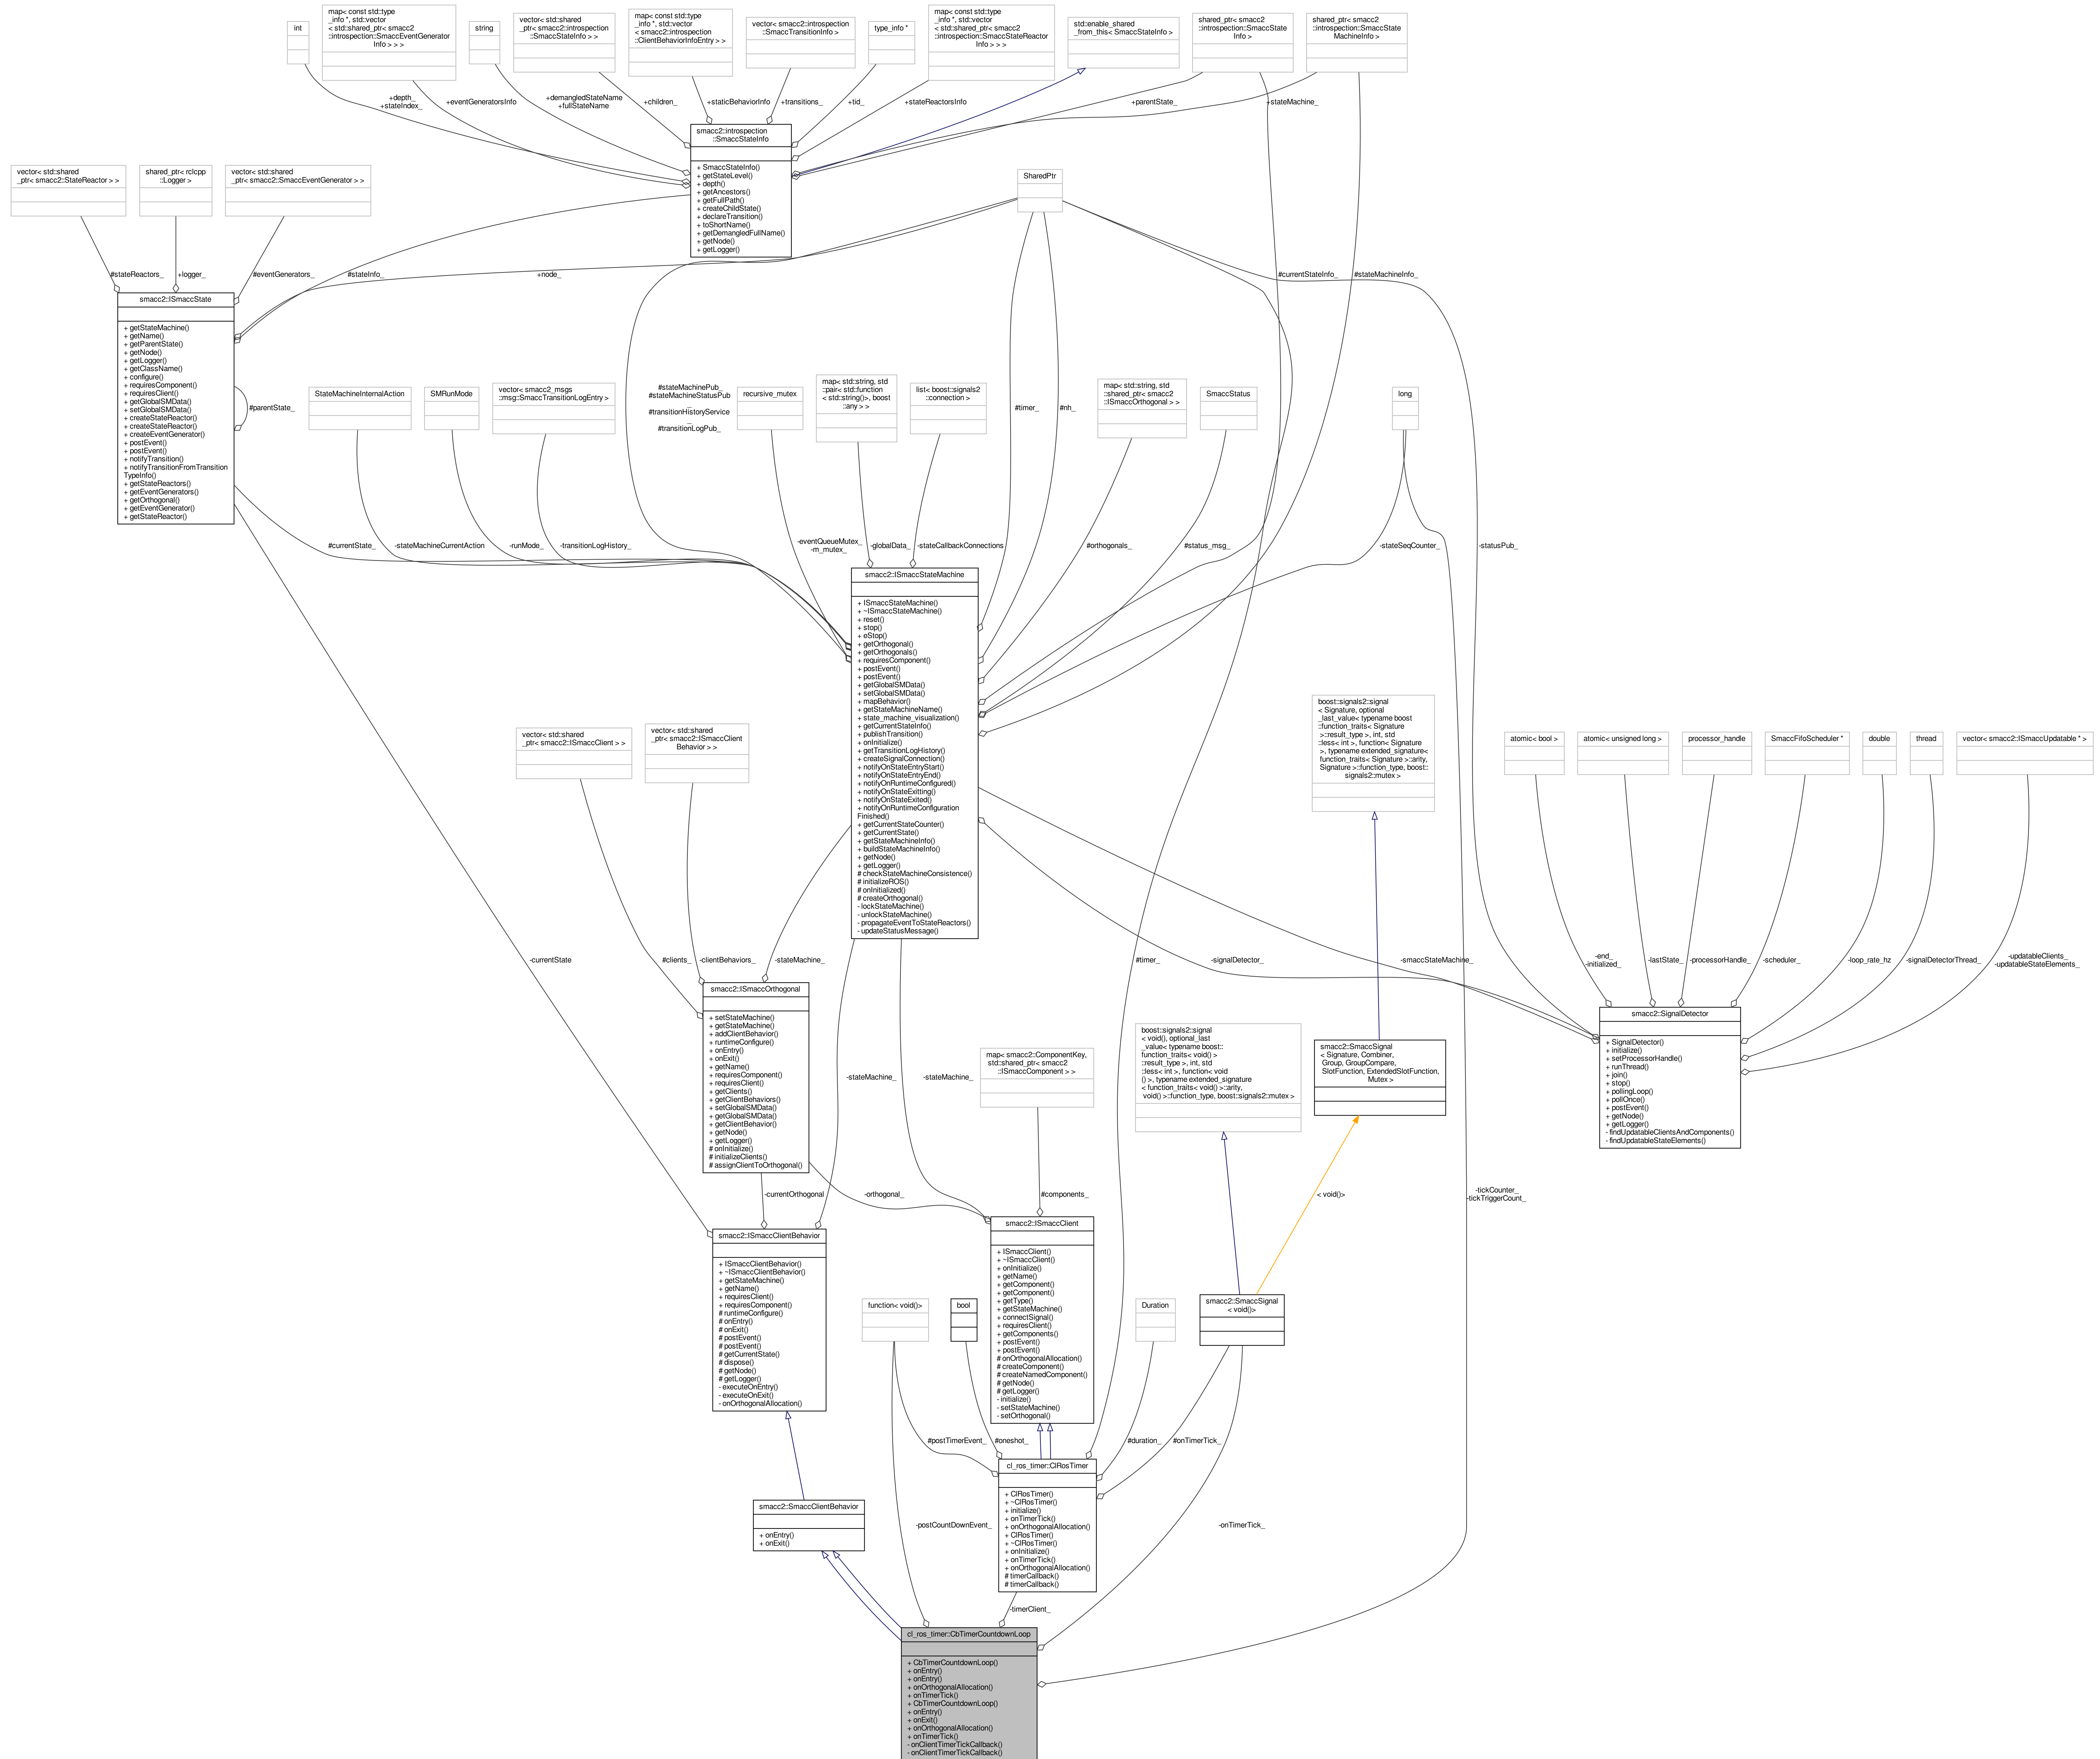 int
map< const std::type
_info *, std::vector
< std::shared_ptr< smacc2
::introspection::SmaccEventGenerator
Info > > >
string
vector< std::shared
_ptr< smacc2::introspection
::SmaccStateInfo > >
map< const std::type
_info *, std::vector
< smacc2::introspection
::ClientBehaviorInfoEntry > >
vector< smacc2::introspection
::SmaccTransitionInfo >
type_info *
map< const std::type
_info *, std::vector
< std::shared_ptr< smacc2
::introspection::SmaccStateReactor
Info > > >
std::enable_shared
_from_this< SmaccStateInfo >
shared_ptr< smacc2
::introspection::SmaccState
Info >
shared_ptr< smacc2
::introspection::SmaccState
MachineInfo >
+depth_
+stateIndex_
+eventGeneratorsInfo
+demangledStateName
+fullStateName
+children_
+staticBehaviorInfo
+transitions_
+tid_
+stateReactorsInfo
+parentState_
+stateMachine_
smacc2::introspection
::SmaccStateInfo
+ SmaccStateInfo()
+ getStateLevel()
+ depth()
+ getAncestors()
+ getFullPath()
+ createChildState()
+ declareTransition()
+ toShortName()
+ getDemangledFullName()
+ getNode()
+ getLogger()
vector< std::shared
_ptr< smacc2::StateReactor > >
shared_ptr< rclcpp
::Logger >
vector< std::shared
_ptr< smacc2::SmaccEventGenerator > >
SharedPtr
#stateReactors_
+logger_
#eventGenerators_
#stateInfo_
+node_
#currentStateInfo_
#stateMachineInfo_
smacc2::ISmaccState
+ getStateMachine()
+ getName()
+ getParentState()
+ getNode()
+ getLogger()
+ getClassName()
+ configure()
+ requiresComponent()
+ requiresClient()
+ getGlobalSMData()
+ setGlobalSMData()
+ createStateReactor()
+ createStateReactor()
+ createEventGenerator()
+ postEvent()
+ postEvent()
+ notifyTransition()
+ notifyTransitionFromTransition
TypeInfo()
+ getStateReactors()
+ getEventGenerators()
+ getOrthogonal()
+ getEventGenerator()
+ getStateReactor()
#parentState_
StateMachineInternalAction
SMRunMode
vector< smacc2_msgs
::msg::SmaccTransitionLogEntry >
#stateMachinePub_
#stateMachineStatusPub
_
#transitionHistoryService
_
#transitionLogPub_
recursive_mutex
map< std::string, std
::pair< std::function
< std::string()>, boost
::any > >
list< boost::signals2
::connection >
#timer_
#nh_
map< std::string, std
::shared_ptr< smacc2
::ISmaccOrthogonal > >
SmaccStatus
long
#currentState_
-stateMachineCurrentAction
-runMode_
-transitionLogHistory_
-eventQueueMutex_
-m_mutex_
-globalData_
-stateCallbackConnections
#orthogonals_
#status_msg_
-stateSeqCounter_
-statusPub_
smacc2::ISmaccStateMachine
+ ISmaccStateMachine()
+ ~ISmaccStateMachine()
+ reset()
+ stop()
+ eStop()
+ getOrthogonal()
+ getOrthogonals()
+ requiresComponent()
+ postEvent()
+ postEvent()
+ getGlobalSMData()
+ setGlobalSMData()
+ mapBehavior()
+ getStateMachineName()
+ state_machine_visualization()
+ getCurrentStateInfo()
+ publishTransition()
+ onInitialize()
+ getTransitionLogHistory()
+ createSignalConnection()
+ notifyOnStateEntryStart()
+ notifyOnStateEntryEnd()
+ notifyOnRuntimeConfigured()
+ notifyOnStateExitting()
+ notifyOnStateExited()
+ notifyOnRuntimeConfiguration
Finished()
+ getCurrentStateCounter()
+ getCurrentState()
+ getStateMachineInfo()
+ buildStateMachineInfo()
+ getNode()
+ getLogger()
# checkStateMachineConsistence()
# initializeROS()
# onInitialized()
# createOrthogonal()
- lockStateMachine()
- unlockStateMachine()
- propagateEventToStateReactors()
- updateStatusMessage()
boost::signals2::signal
< Signature, optional
_last_value< typename boost
::function_traits< Signature
>::result_type >, int, std
::less< int >, function< Signature
>, typename extended_signature<
function_traits< Signature >::arity,
Signature >::function_type, boost::
signals2::mutex >
vector< std::shared
_ptr< smacc2::ISmaccClient > >
vector< std::shared
_ptr< smacc2::ISmaccClient
Behavior > >
atomic< bool >
atomic< unsigned long >
processor_handle
SmaccFifoScheduler *
double
thread
vector< smacc2::ISmaccUpdatable * >
-currentState
#clients_
-clientBehaviors_
-stateMachine_
#timer_
-signalDetector_
-smaccStateMachine_
-end_
-initialized_
-lastState_
-processorHandle_
-scheduler_
-loop_rate_hz
-signalDetectorThread_
-updatableClients_
-updatableStateElements_
smacc2::ISmaccOrthogonal
+ setStateMachine()
+ getStateMachine()
+ addClientBehavior()
+ runtimeConfigure()
+ onEntry()
+ onExit()
+ getName()
+ requiresComponent()
+ requiresClient()
+ getClients()
+ getClientBehaviors()
+ setGlobalSMData()
+ getGlobalSMData()
+ getClientBehavior()
+ getNode()
+ getLogger()
# onInitialize()
# initializeClients()
# assignClientToOrthogonal()
smacc2::SignalDetector
+ SignalDetector()
+ initialize()
+ setProcessorHandle()
+ runThread()
+ join()
+ stop()
+ pollingLoop()
+ pollOnce()
+ postEvent()
+ getNode()
+ getLogger()
- findUpdatableClientsAndComponents()
- findUpdatableStateElements()
-stateMachine_
-stateMachine_
map< smacc2::ComponentKey,
std::shared_ptr< smacc2
::ISmaccComponent > >
boost::signals2::signal
< void(), optional_last
_value< typename boost::
function_traits< void() >
::result_type >, int, std
::less< int >, function< void
() >, typename extended_signature
< function_traits< void() >::arity,
void() >::function_type, boost::signals2::mutex >
smacc2::SmaccSignal
< Signature, Combiner,
Group, GroupCompare,
SlotFunction, ExtendedSlotFunction,
Mutex >
-currentOrthogonal
-orthogonal_
#components_
< void()>
-tickCounter_
-tickTriggerCount_
smacc2::ISmaccClientBehavior
+ ISmaccClientBehavior()
+ ~ISmaccClientBehavior()
+ getStateMachine()
+ getName()
+ requiresClient()
+ requiresComponent()
# runtimeConfigure()
# onEntry()
# onExit()
# postEvent()
# postEvent()
# getCurrentState()
# dispose()
# getNode()
# getLogger()
- executeOnEntry()
- executeOnExit()
- onOrthogonalAllocation()
smacc2::ISmaccClient
+ ISmaccClient()
+ ~ISmaccClient()
+ onInitialize()
+ getName()
+ getComponent()
+ getComponent()
+ getType()
+ getStateMachine()
+ connectSignal()
+ requiresClient()
+ getComponents()
+ postEvent()
+ postEvent()
# onOrthogonalAllocation()
# createComponent()
# createNamedComponent()
# getNode()
# getLogger()
- initialize()
- setStateMachine()
- setOrthogonal()
function< void()>
bool
Duration
smacc2::SmaccSignal
< void()>
#postTimerEvent_
#oneshot_
#duration_
#onTimerTick_
cl_ros_timer::ClRosTimer
+ ClRosTimer()
+ ~ClRosTimer()
+ initialize()
+ onTimerTick()
+ onOrthogonalAllocation()
+ ClRosTimer()
+ ~ClRosTimer()
+ onInitialize()
+ onTimerTick()
+ onOrthogonalAllocation()
# timerCallback()
# timerCallback()
smacc2::SmaccClientBehavior
+ onEntry()
+ onExit()
-postCountDownEvent_
-onTimerTick_
-timerClient_
cl_ros_timer::CbTimerCountdownLoop
+ CbTimerCountdownLoop()
+ onEntry()
+ onEntry()
+ onOrthogonalAllocation()
+ onTimerTick()
+ CbTimerCountdownLoop()
+ onEntry()
+ onExit()
+ onOrthogonalAllocation()
+ onTimerTick()
- onClientTimerTickCallback()
- onClientTimerTickCallback()